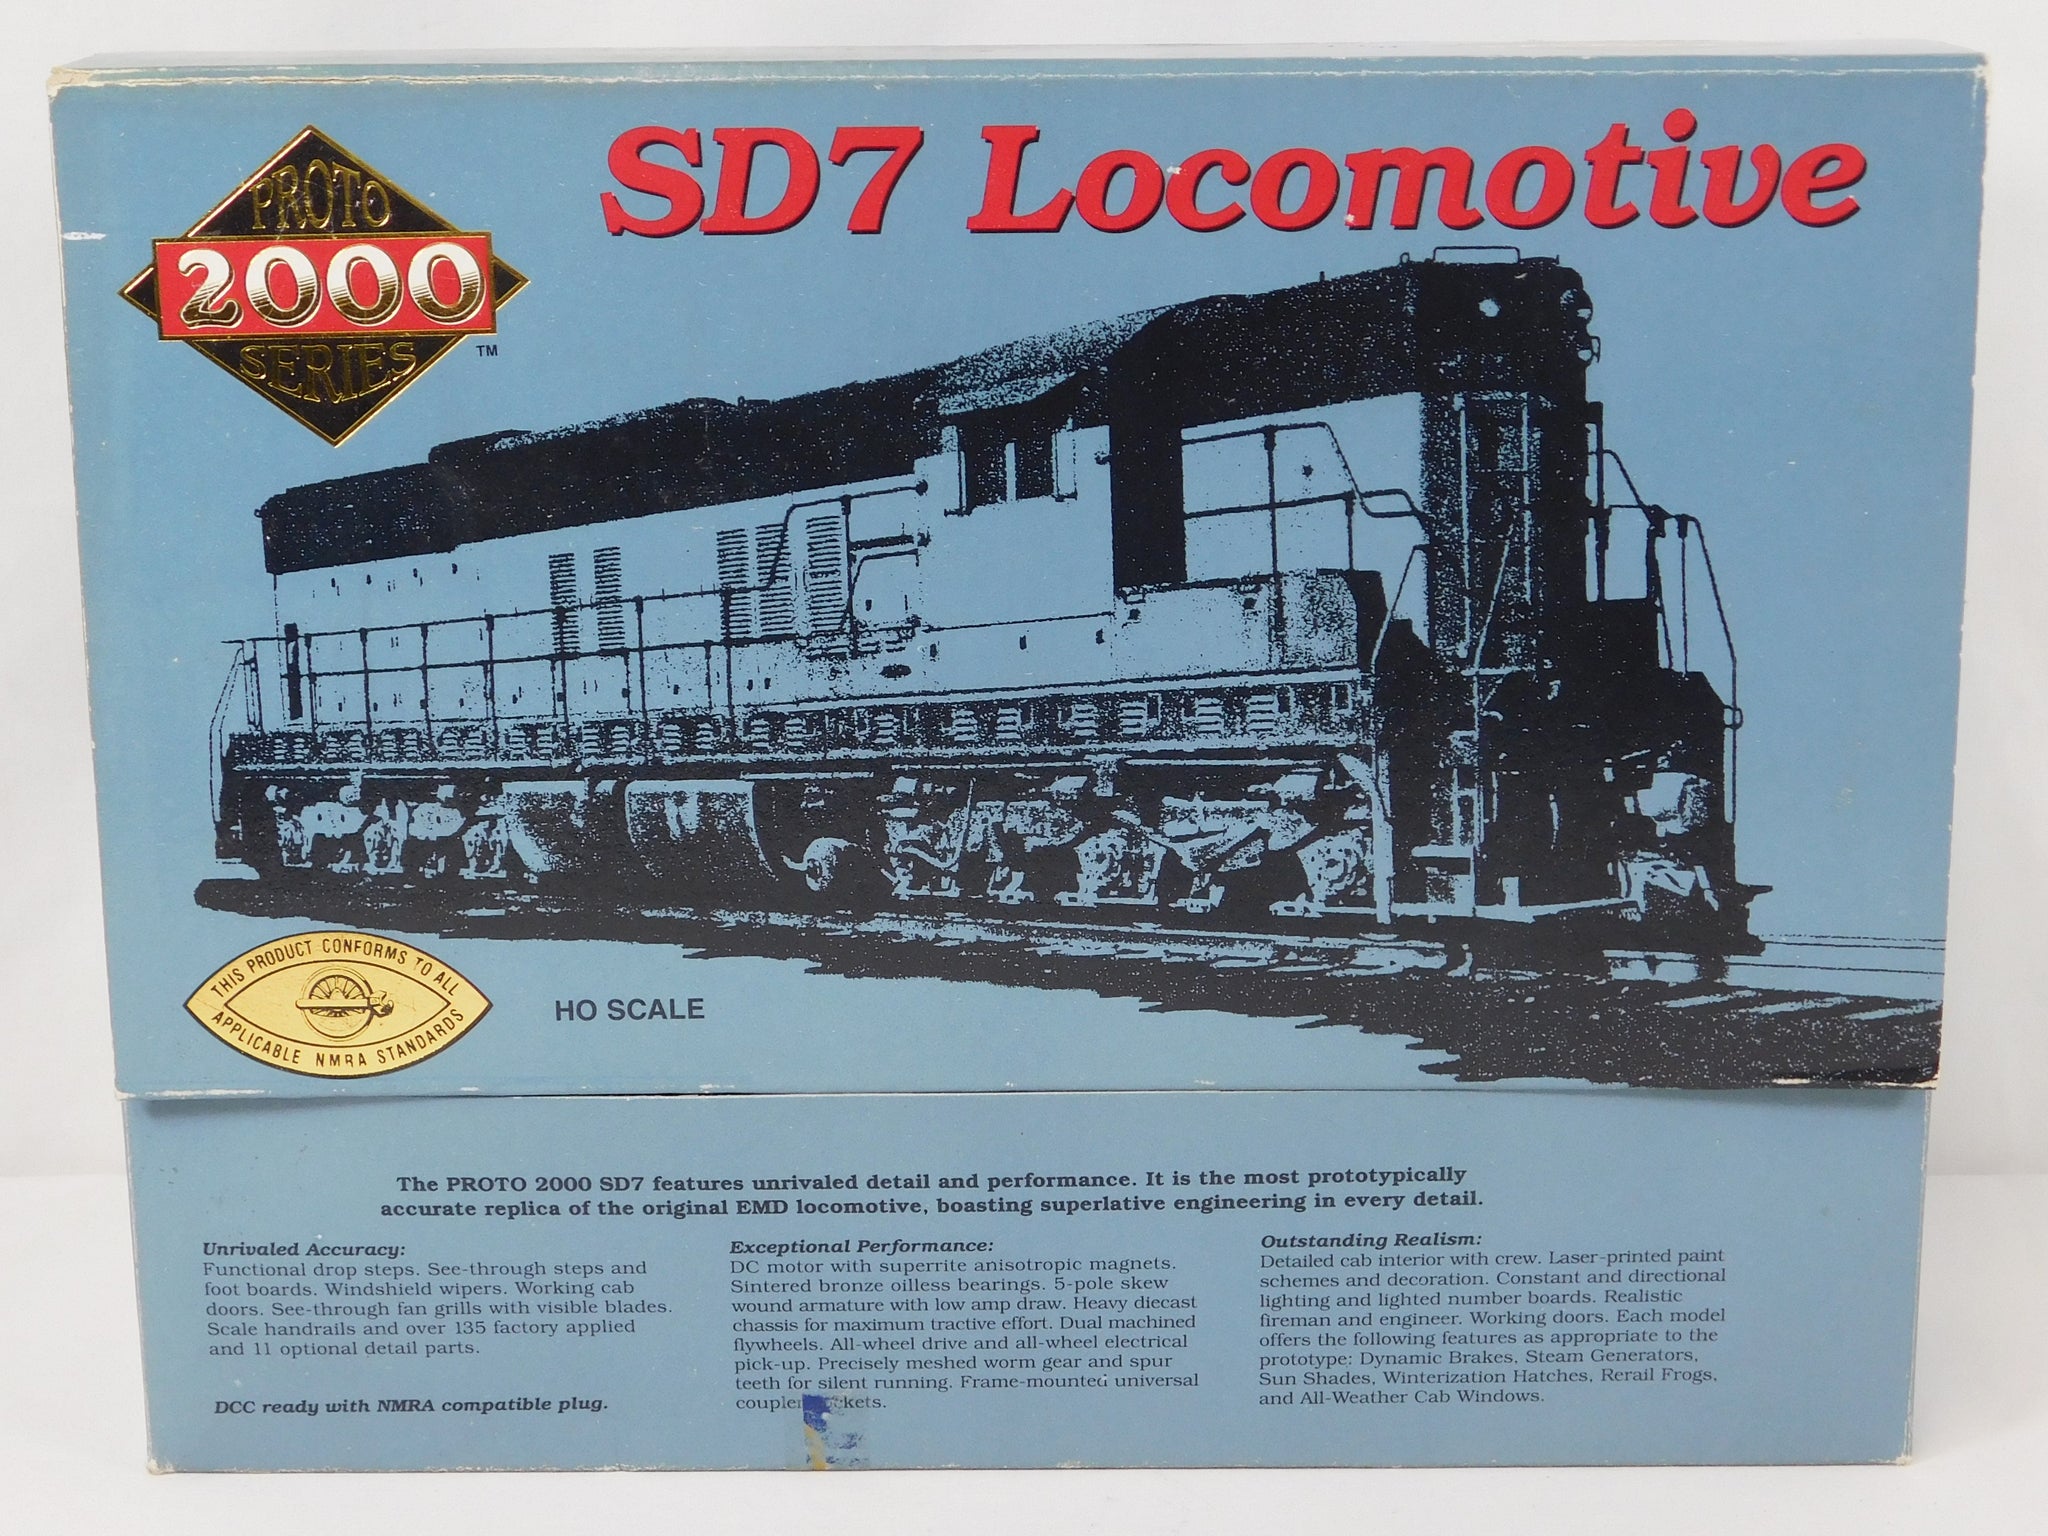 SD7 Locomotive
PROTO
2000
SERIES
TM
THIS PRODUCT CONFORMS TO ALL
APPLICABLE NMRA STANDARDS
HO SCALE
The PROTO 2000 SD7 features unrivaled detail and performance. It is the most prototypically
accurate replica of the original EMD locomotive, boasting superlative engineering in every detail.
Unrivaled Accuracy:
Functional drop steps. See-through steps and
foot boards. Windshield wipers. Working cab
doors. See-through fan grills with visible blades.
Scale handrails and over 135 factory applied
and 11 optional detail parts.
DCC ready with NMRA compatible plug.
Exceptional Performance:
DC motor with superrite anisotropic magnets.
Sintered bronze oilless bearings. 5-pole skew
wound armature with low amp draw. Heavy diecast
chassis for maximum tractive effort. Dual machined
flywheels. All-wheel drive and all-wheel electrical
pick-up. Precisely meshed worm gear and spur
teeth for silent running. Frame-mounted universal
Outstanding Realism:
Detailed cab interior with crew. Laser-printed paint
schemes and decoration. Constant and directional
lighting and lighted number boards. Realistic
fireman and engineer. Working doors. Each model
offers the following features as appropriate to the
prototype: Dynamic Brakes, Steam Generators,
Sun Shades, Winterization Hatches, Rerail Frogs,
and All-Weather Cab Windows.